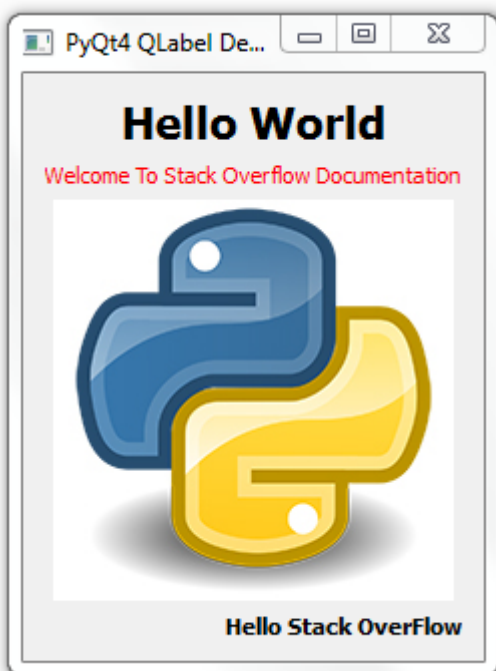 PyQt4 QLabel De...
Hello World
Welcome To Stack Overflow Documentation
Hello Stack OverFlow